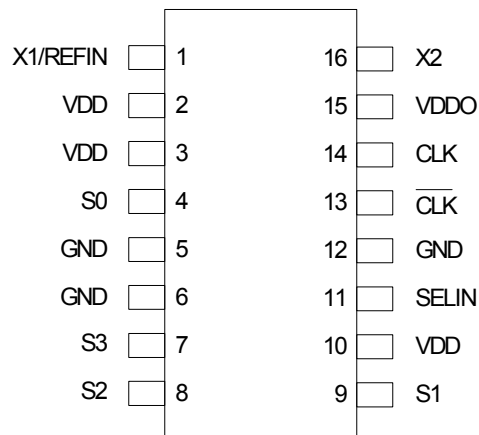 X1/REFIN 1 16 X2
VDD 2 15 VDDO
VDD 3 14 CLK
S0 4 13 C̅L̅K̅
GND 5 12 GND
GND 6 11 SELIN
S3 7 10 VDD
S2 8 9 S1